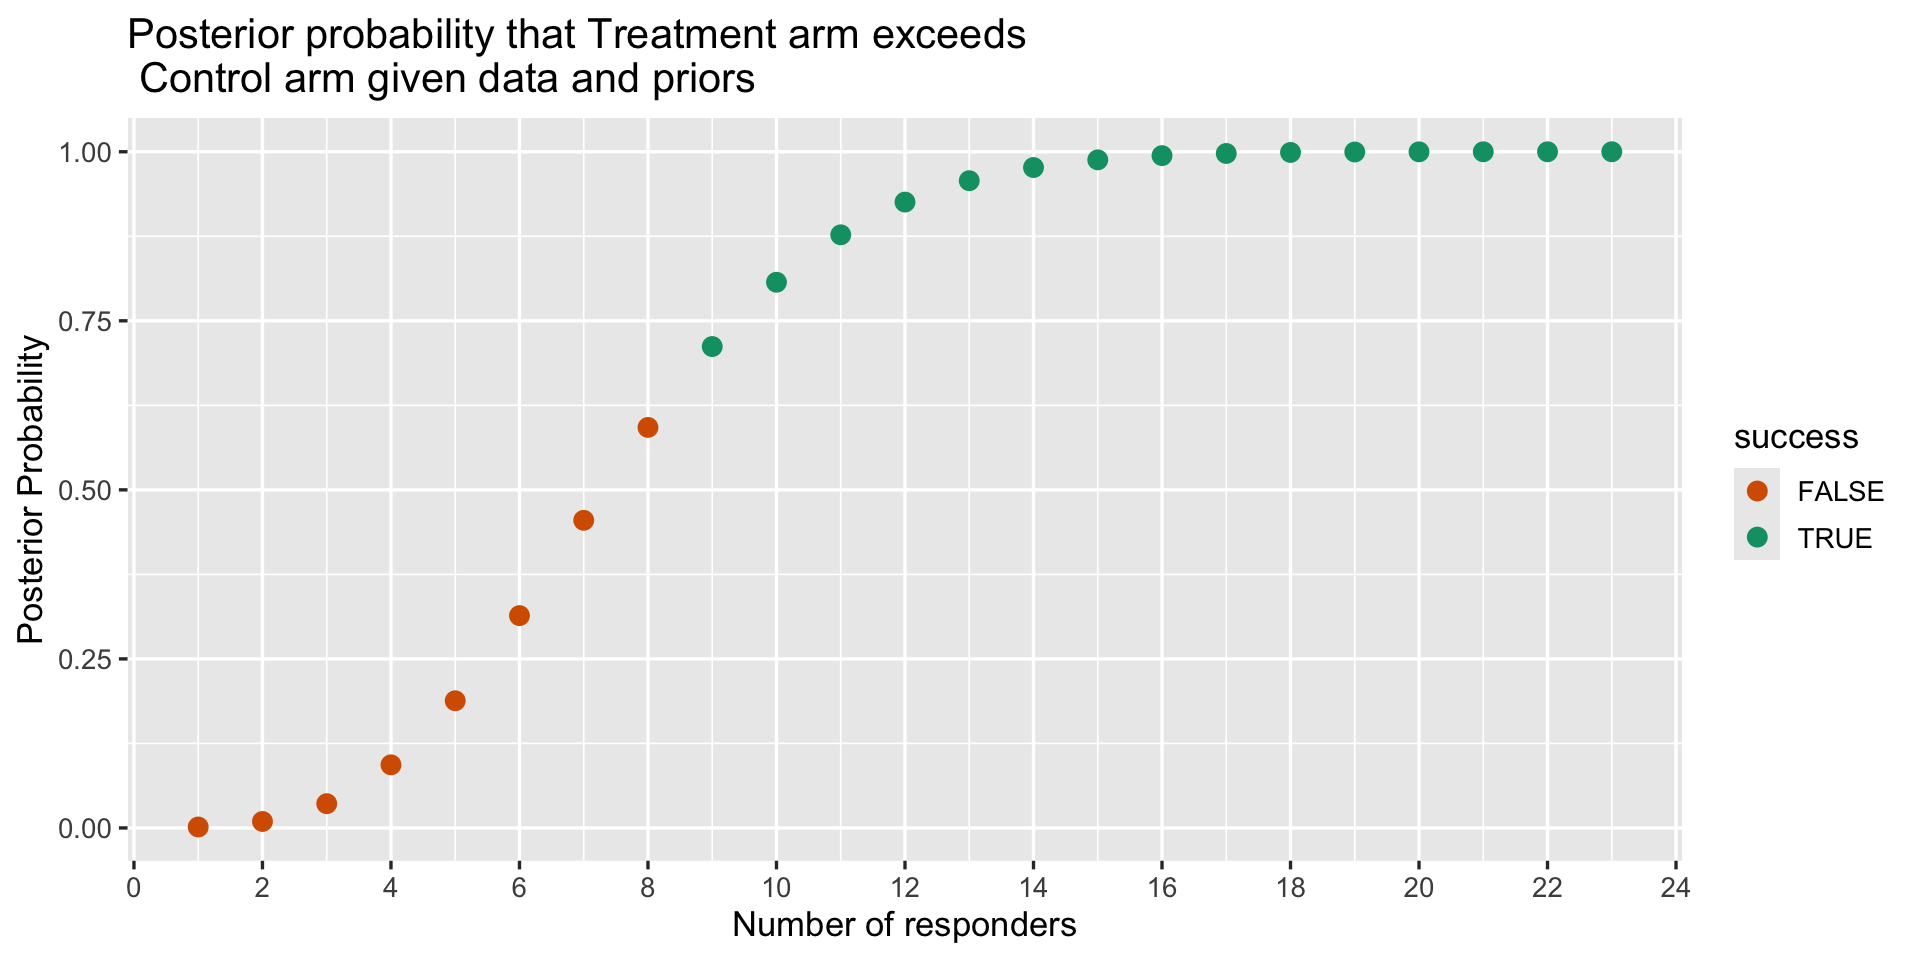 Posterior probability that Treatment arm exceeds
Control arm given data and priors
Posterior Probability
1.00
0.75
0.50
0.25
0.00
0 2 4 6 8 10 12 14 16 18 20 22 24
Number of responders
success
FALSE
TRUE